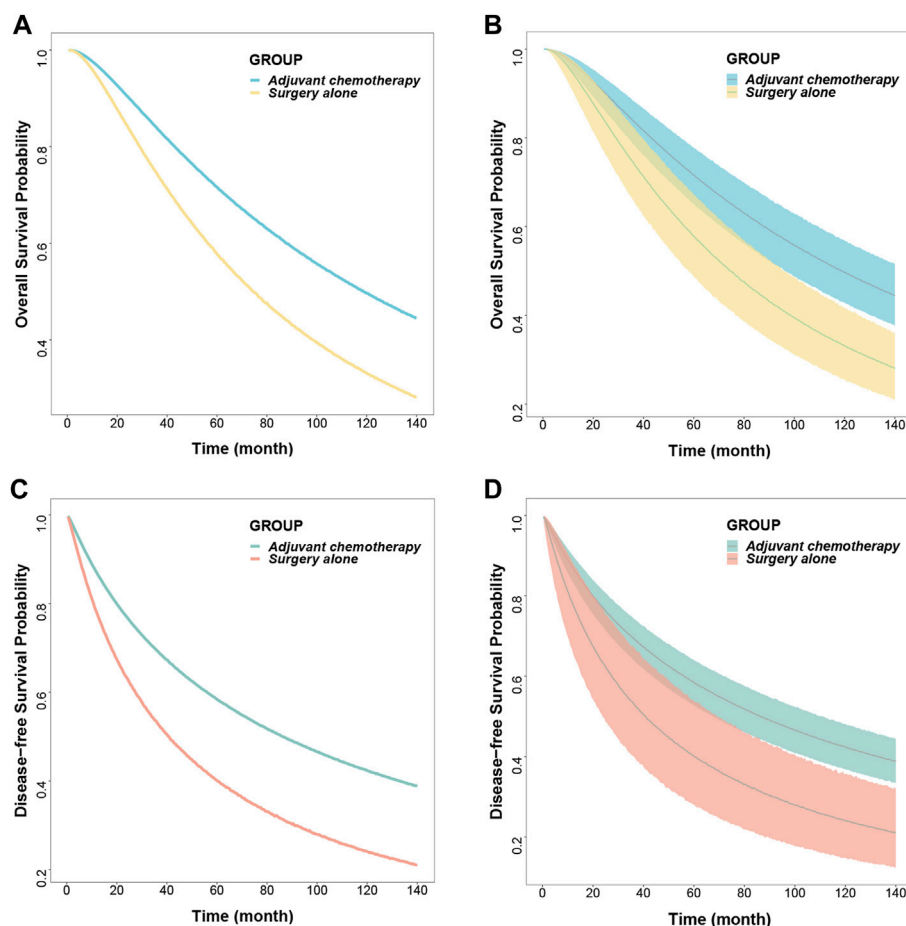 A
GROUP
Adjuvant chemotherapy
Surgery alone
Overall Survival Probability
1.0
0.8
0.6
0.4
0 20 40 60 80 100 120 140
Time (month)
B
GROUP
Adjuvant chemotherapy
Surgery alone
Overall Survival Probability
1.0
0.8
0.6
0.4
0.2
0 20 40 60 80 100 120 140
Time (month)
C
GROUP
Adjuvant chemotherapy
Surgery alone
Disease-free Survival Probability
1.0
0.8
0.6
0.4
0.2
0 20 40 60 80 100 120 140
Time (month)
D
GROUP
Adjuvant chemotherapy
Surgery alone
Disease-free Survival Probability
1.0
0.8
0.6
0.4
0.2
0 20 40 60 80 100 120 140
Time (month)